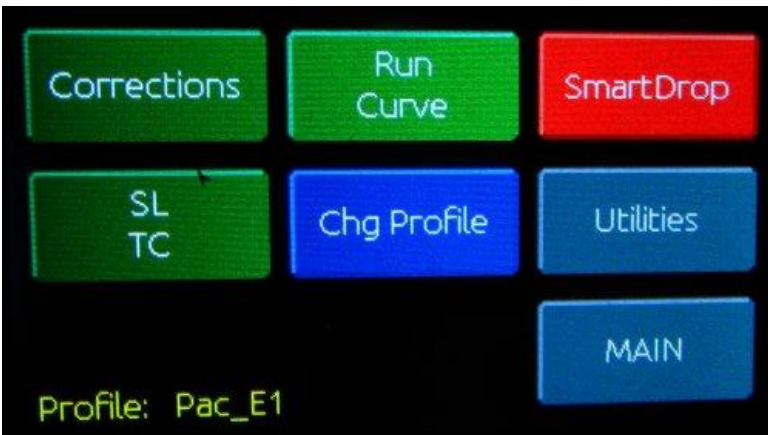 Corrections
Run
Curve
SmartDrop
SL
TC
Chg Profile
Utilities
MAIN
Profile: Pac_E1